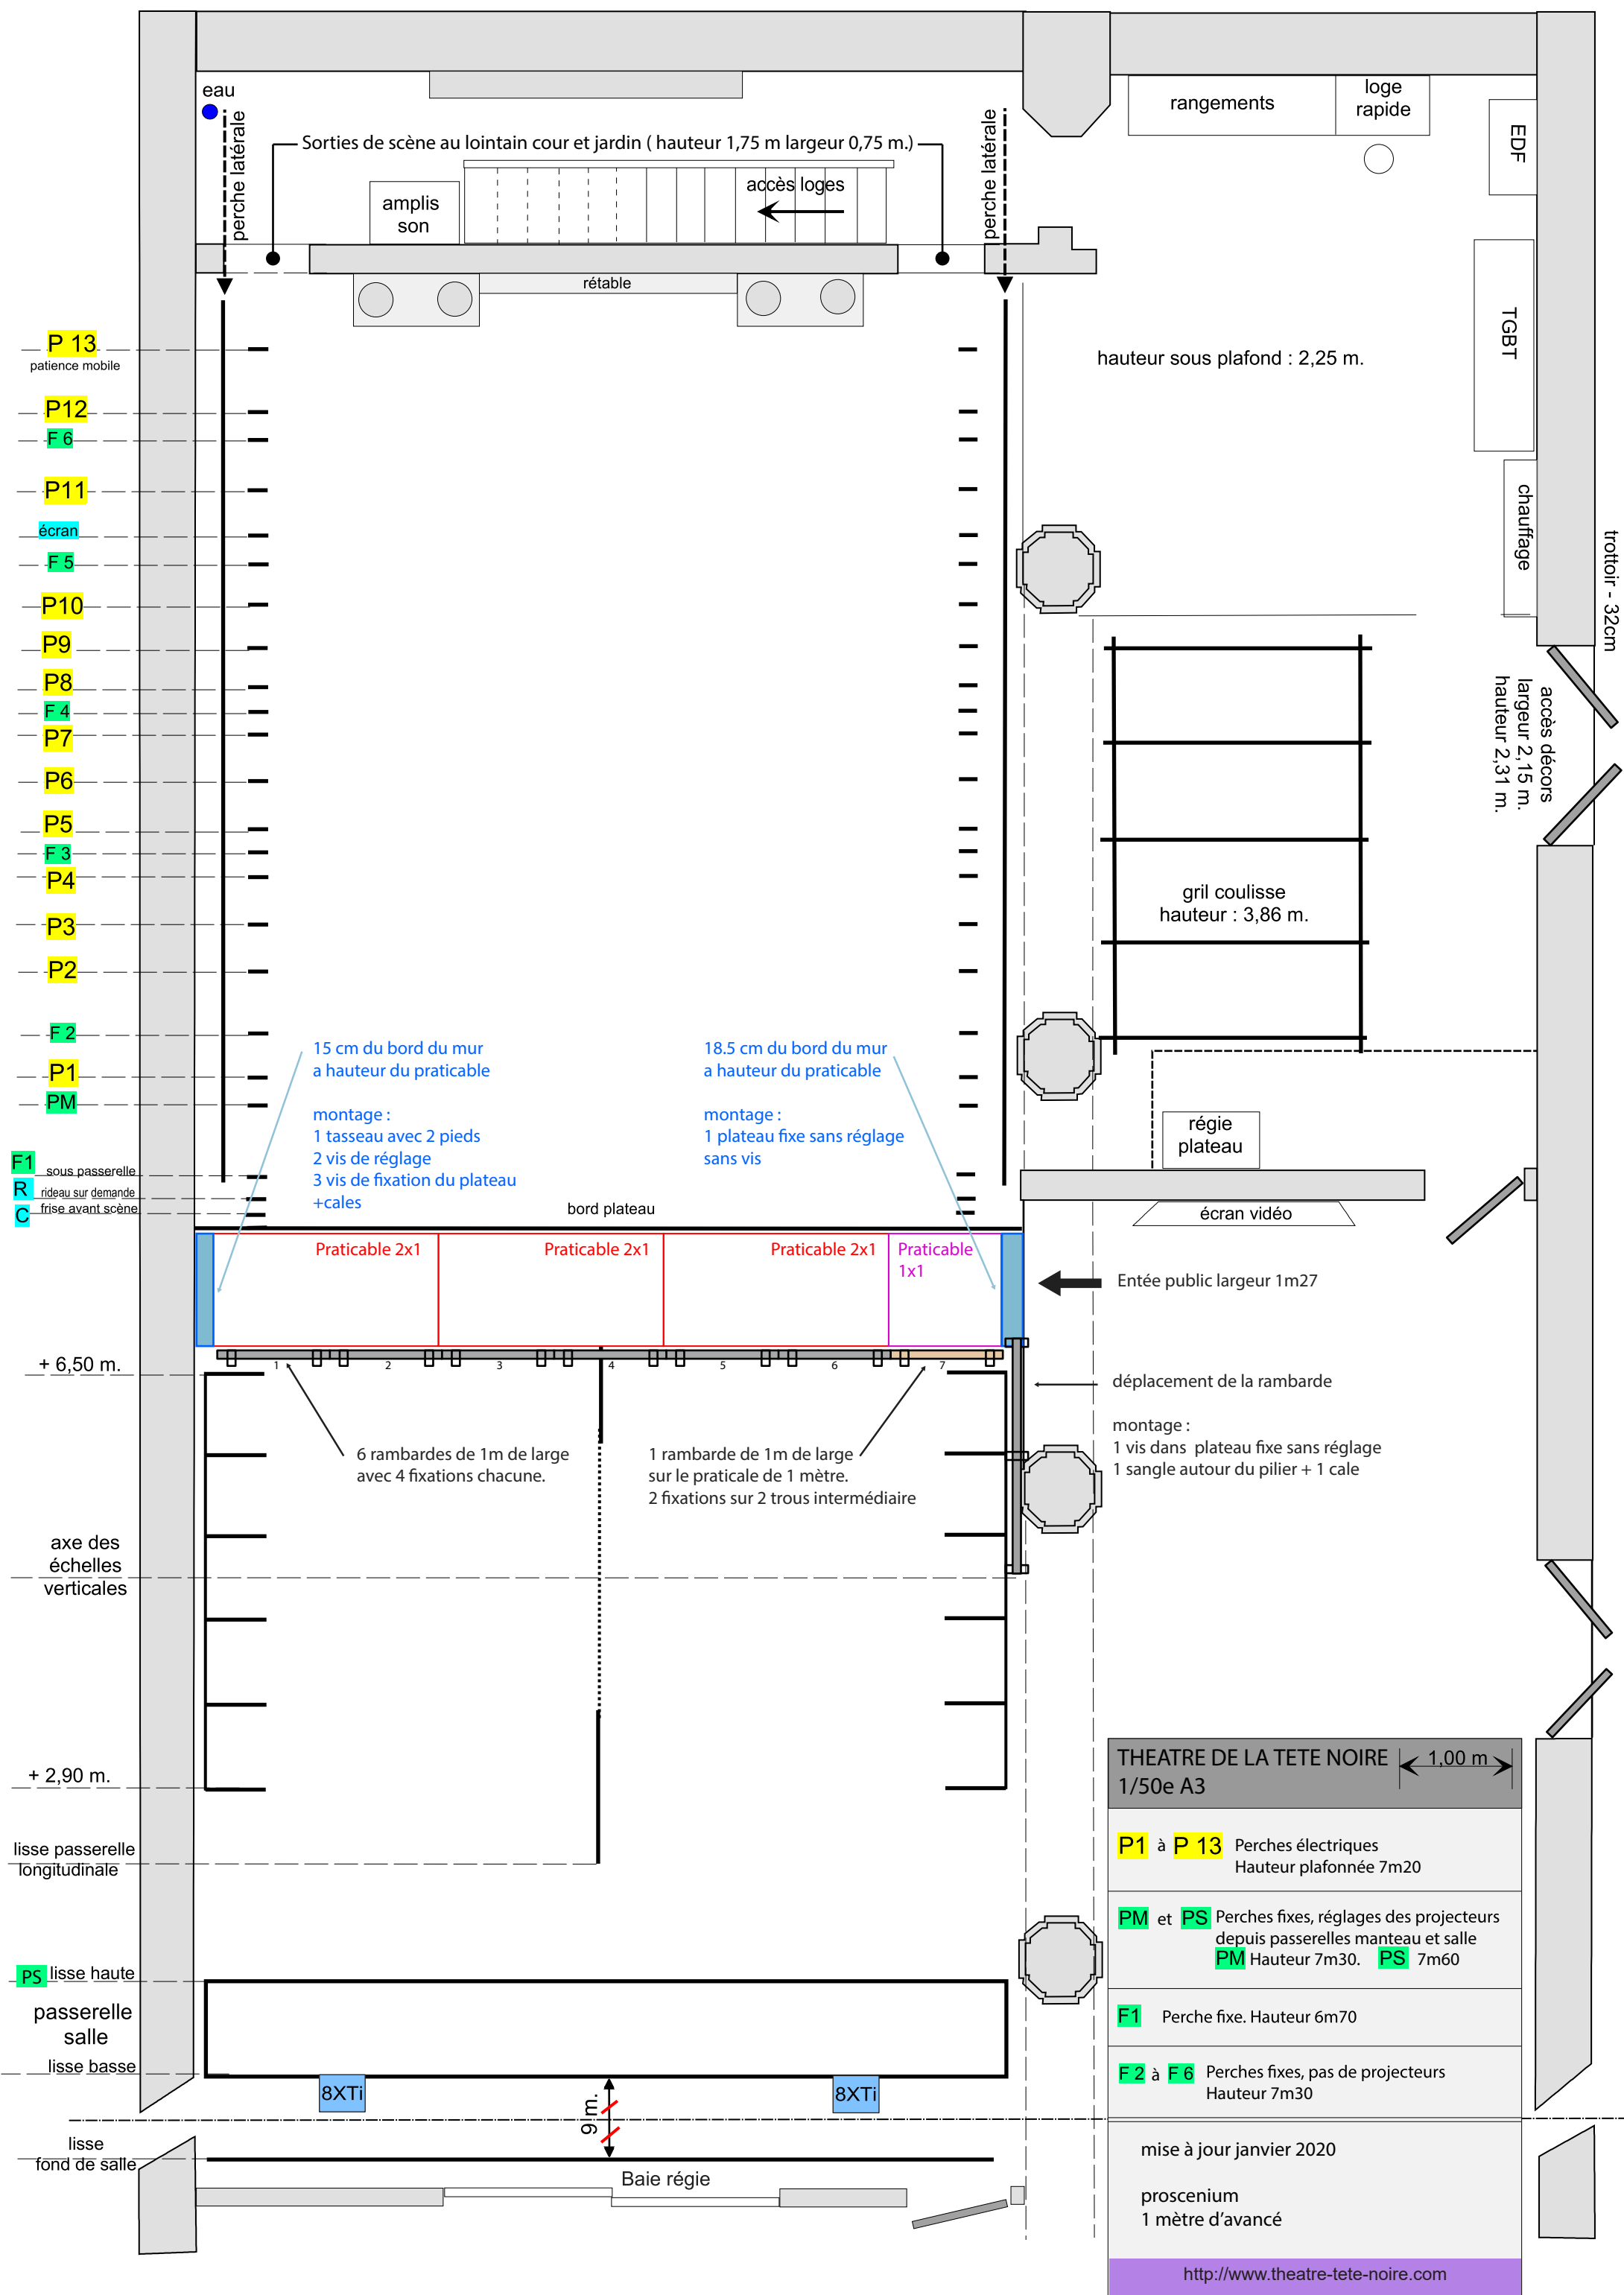 eau
perche latérale
Sorties de scène au lointain cour et jardin ( hauteur 1,75 m largeur 0,75 m.)
perche latérale
amplis
son
accès loges
rétable
rangements
loge
rapide
EDF
TGBT
chauffage
hauteur sous plafond : 2,25 m.
trottoir - 32cm
accès décors
largeur 2,15 m.
hauteur 2,31 m.
gril coulisse
hauteur : 3,86 m.
régie
plateau
écran vidéo
P 13
patience mobile
P12
F 6
P11
écran
F 5
P10
P9
P8
F 4
P7
P6
P5
F 3
P4
P3
P2
F 2
P1
PM
F1
sous passerelle
R
rideau sur demande
C
frise avant scène
15 cm du bord du mur
a hauteur du praticable
montage :
1 tasseau avec 2 pieds
2 vis de réglage
3 vis de fixation du plateau
+cales
18.5 cm du bord du mur
a hauteur du praticable
montage :
1 plateau fixe sans réglage
sans vis
bord plateau
Praticable 2x1
Praticable 2x1
Praticable 2x1
Praticable
1x1
Entée public largeur 1m27
1 2 3 4 5 6 7
+ 6,50 m.
6 rambardes de 1m de large
avec 4 fixations chacune.
1 rambarde de 1m de large
sur le praticale de 1 mètre.
2 fixations sur 2 trous intermédiaire
déplacement de la rambarde
montage :
1 vis dans plateau fixe sans réglage
1 sangle autour du pilier + 1 cale
axe des
échelles
verticales
+ 2,90 m.
lisse passerelle
longitudinale
PS lisse haute
passerelle
salle
lisse basse
8XTi
8XTi
9 m.
lisse
fond de salle
Baie régie
THEATRE DE LA TETE NOIRE
1/50e A3
1,00 m
P1 à P 13 Perches électriques
Hauteur plafonnée 7m20
PM et PS Perches fixes, réglages des projecteurs
depuis passerelles manteau et salle
PM Hauteur 7m30. PS 7m60
F1 Perche fixe. Hauteur 6m70
F 2 à F 6 Perches fixes, pas de projecteurs
Hauteur 7m30
mise à jour janvier 2020
proscenium
1 mètre d’avancé
http://www.theatre-tete-noire.com